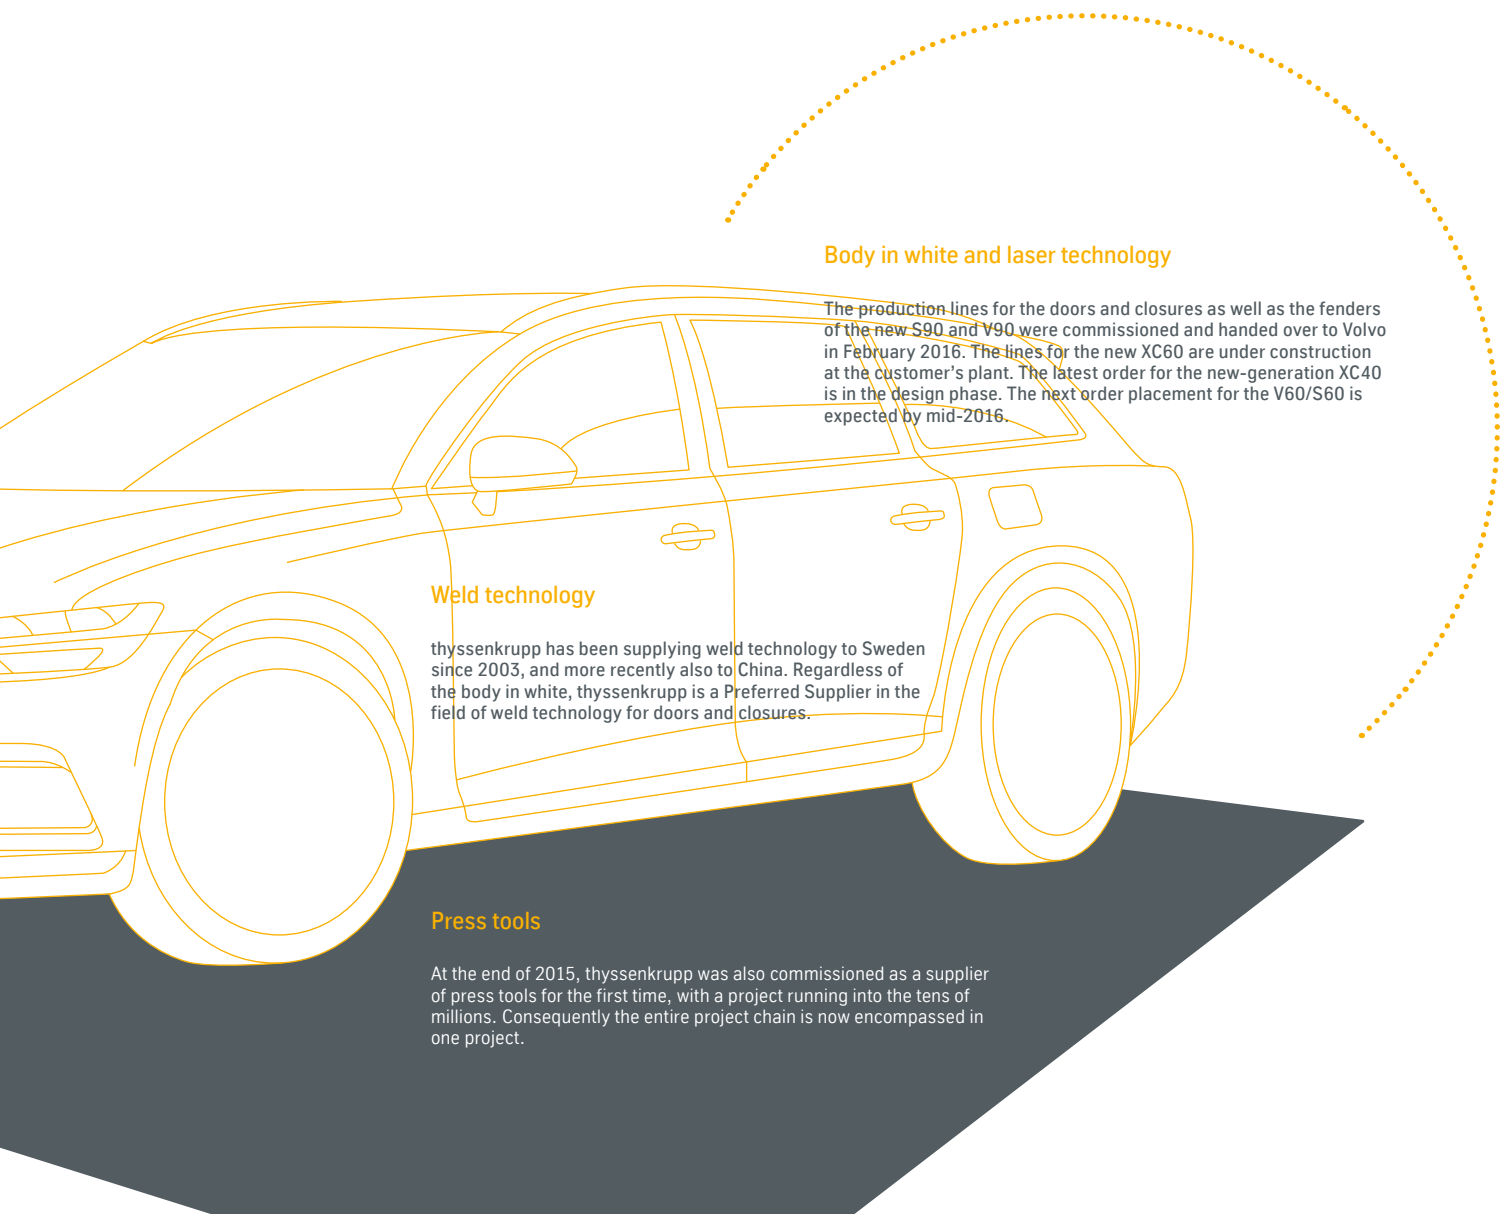 Body in white and laser technology
The production lines for the doors and closures as well as the fenders
of the new S90 and V90 were commissioned and handed over to Volvo
in February 2016. The lines for the new XC60 are under construction
at the customer's plant. The latest order for the new-generation XC40
is in the design phase. The next order placement for the V60/S60 is
expected by mid-2016.
Weld technology
thyssenkrupp has been supplying weld technology to Sweden
since 2003, and more recently also to China. Regardless of
the body in white, thyssenkrupp is a Preferred Supplier in the
field of weld technology for doors and closures.
Press tools
At the end of 2015, thyssenkrupp was also commissioned as a supplier
of press tools for the first time, with a project running into the tens of
millions. Consequently the entire project chain is now encompassed in
one project.